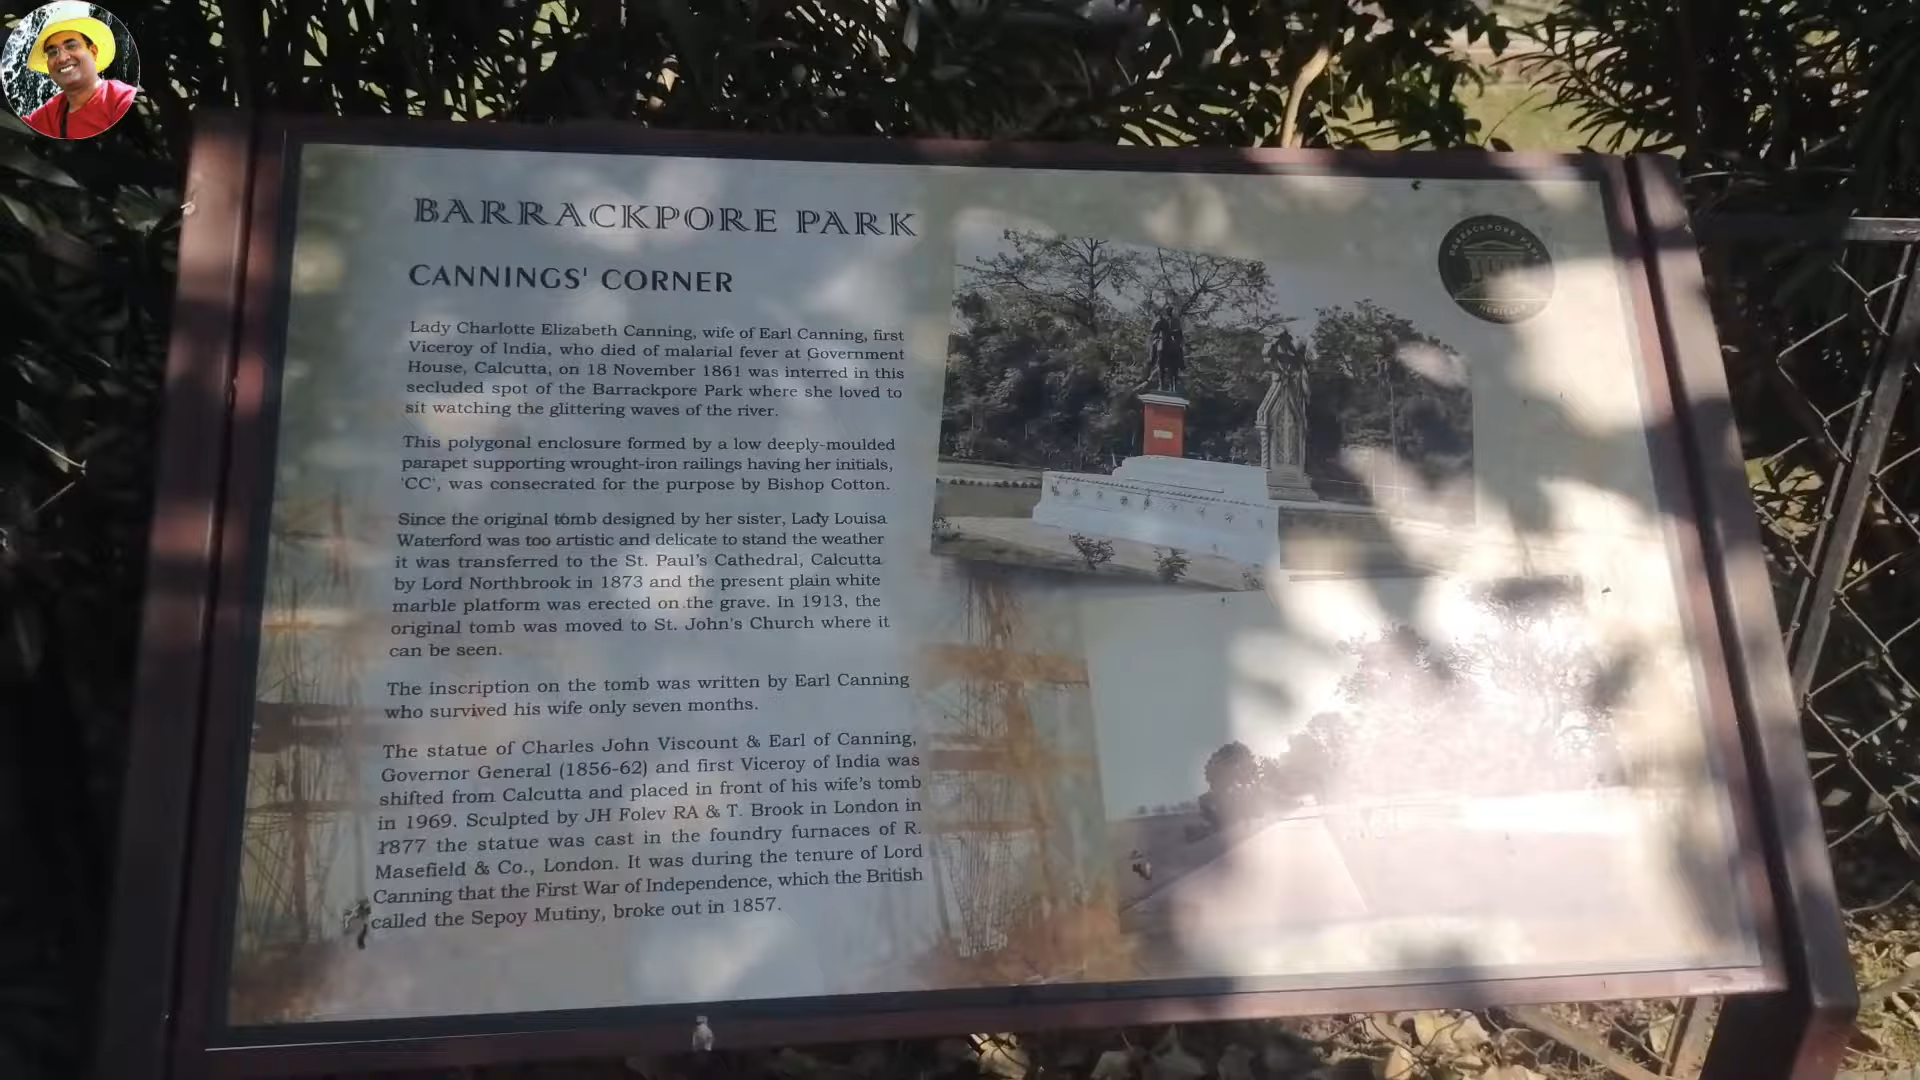 BARRACKPORE PARK
CANNINGS' CORNER
Lady Charlotte Elizabeth Canning, wife of Earl Canning, first
Viceroy of India, who died of malarial fever at Government
House, Calcutta, on 18 November 1861 was interred in this
secluded spot of the Barrackpore Park where she loved to
sit watching the glittering waves of the river.
This polygonal enclosure formed by a low deeply-moulded
parapet supporting wrought-iron railings having her initials,
'CC', was consecrated for the purpose by Bishop Cotton.
Since the original tomb designed by her sister, Lady Louisa
Waterford was too artistic and delicate to stand the weather
it was transferred to the St. Paul's Cathedral, Calcutta
by Lord Northbrook in 1873 and the present plain white
marble platform was erected on the grave. In 1913, the
original tomb was moved to St. John's Church where it
can be seen.
The inscription on the tomb was written by Earl Canning
who survived his wife only seven months.
The statue of Charles John Viscount & Earl of Canning,
Governor General (1856-62) and first Viceroy of India was
shifted from Calcutta and placed in front of his wife's tomb
in 1969. Sculpted by JH Foley RA & T. Brook in London in
1877 the statue was cast in the foundry furnaces of R.
Masefield & Co., London. It was during the tenure of Lord
Canning that the First War of Independence, which the British
called the Sepoy Mutiny, broke out in 1857.
BARRACKPORE PARK